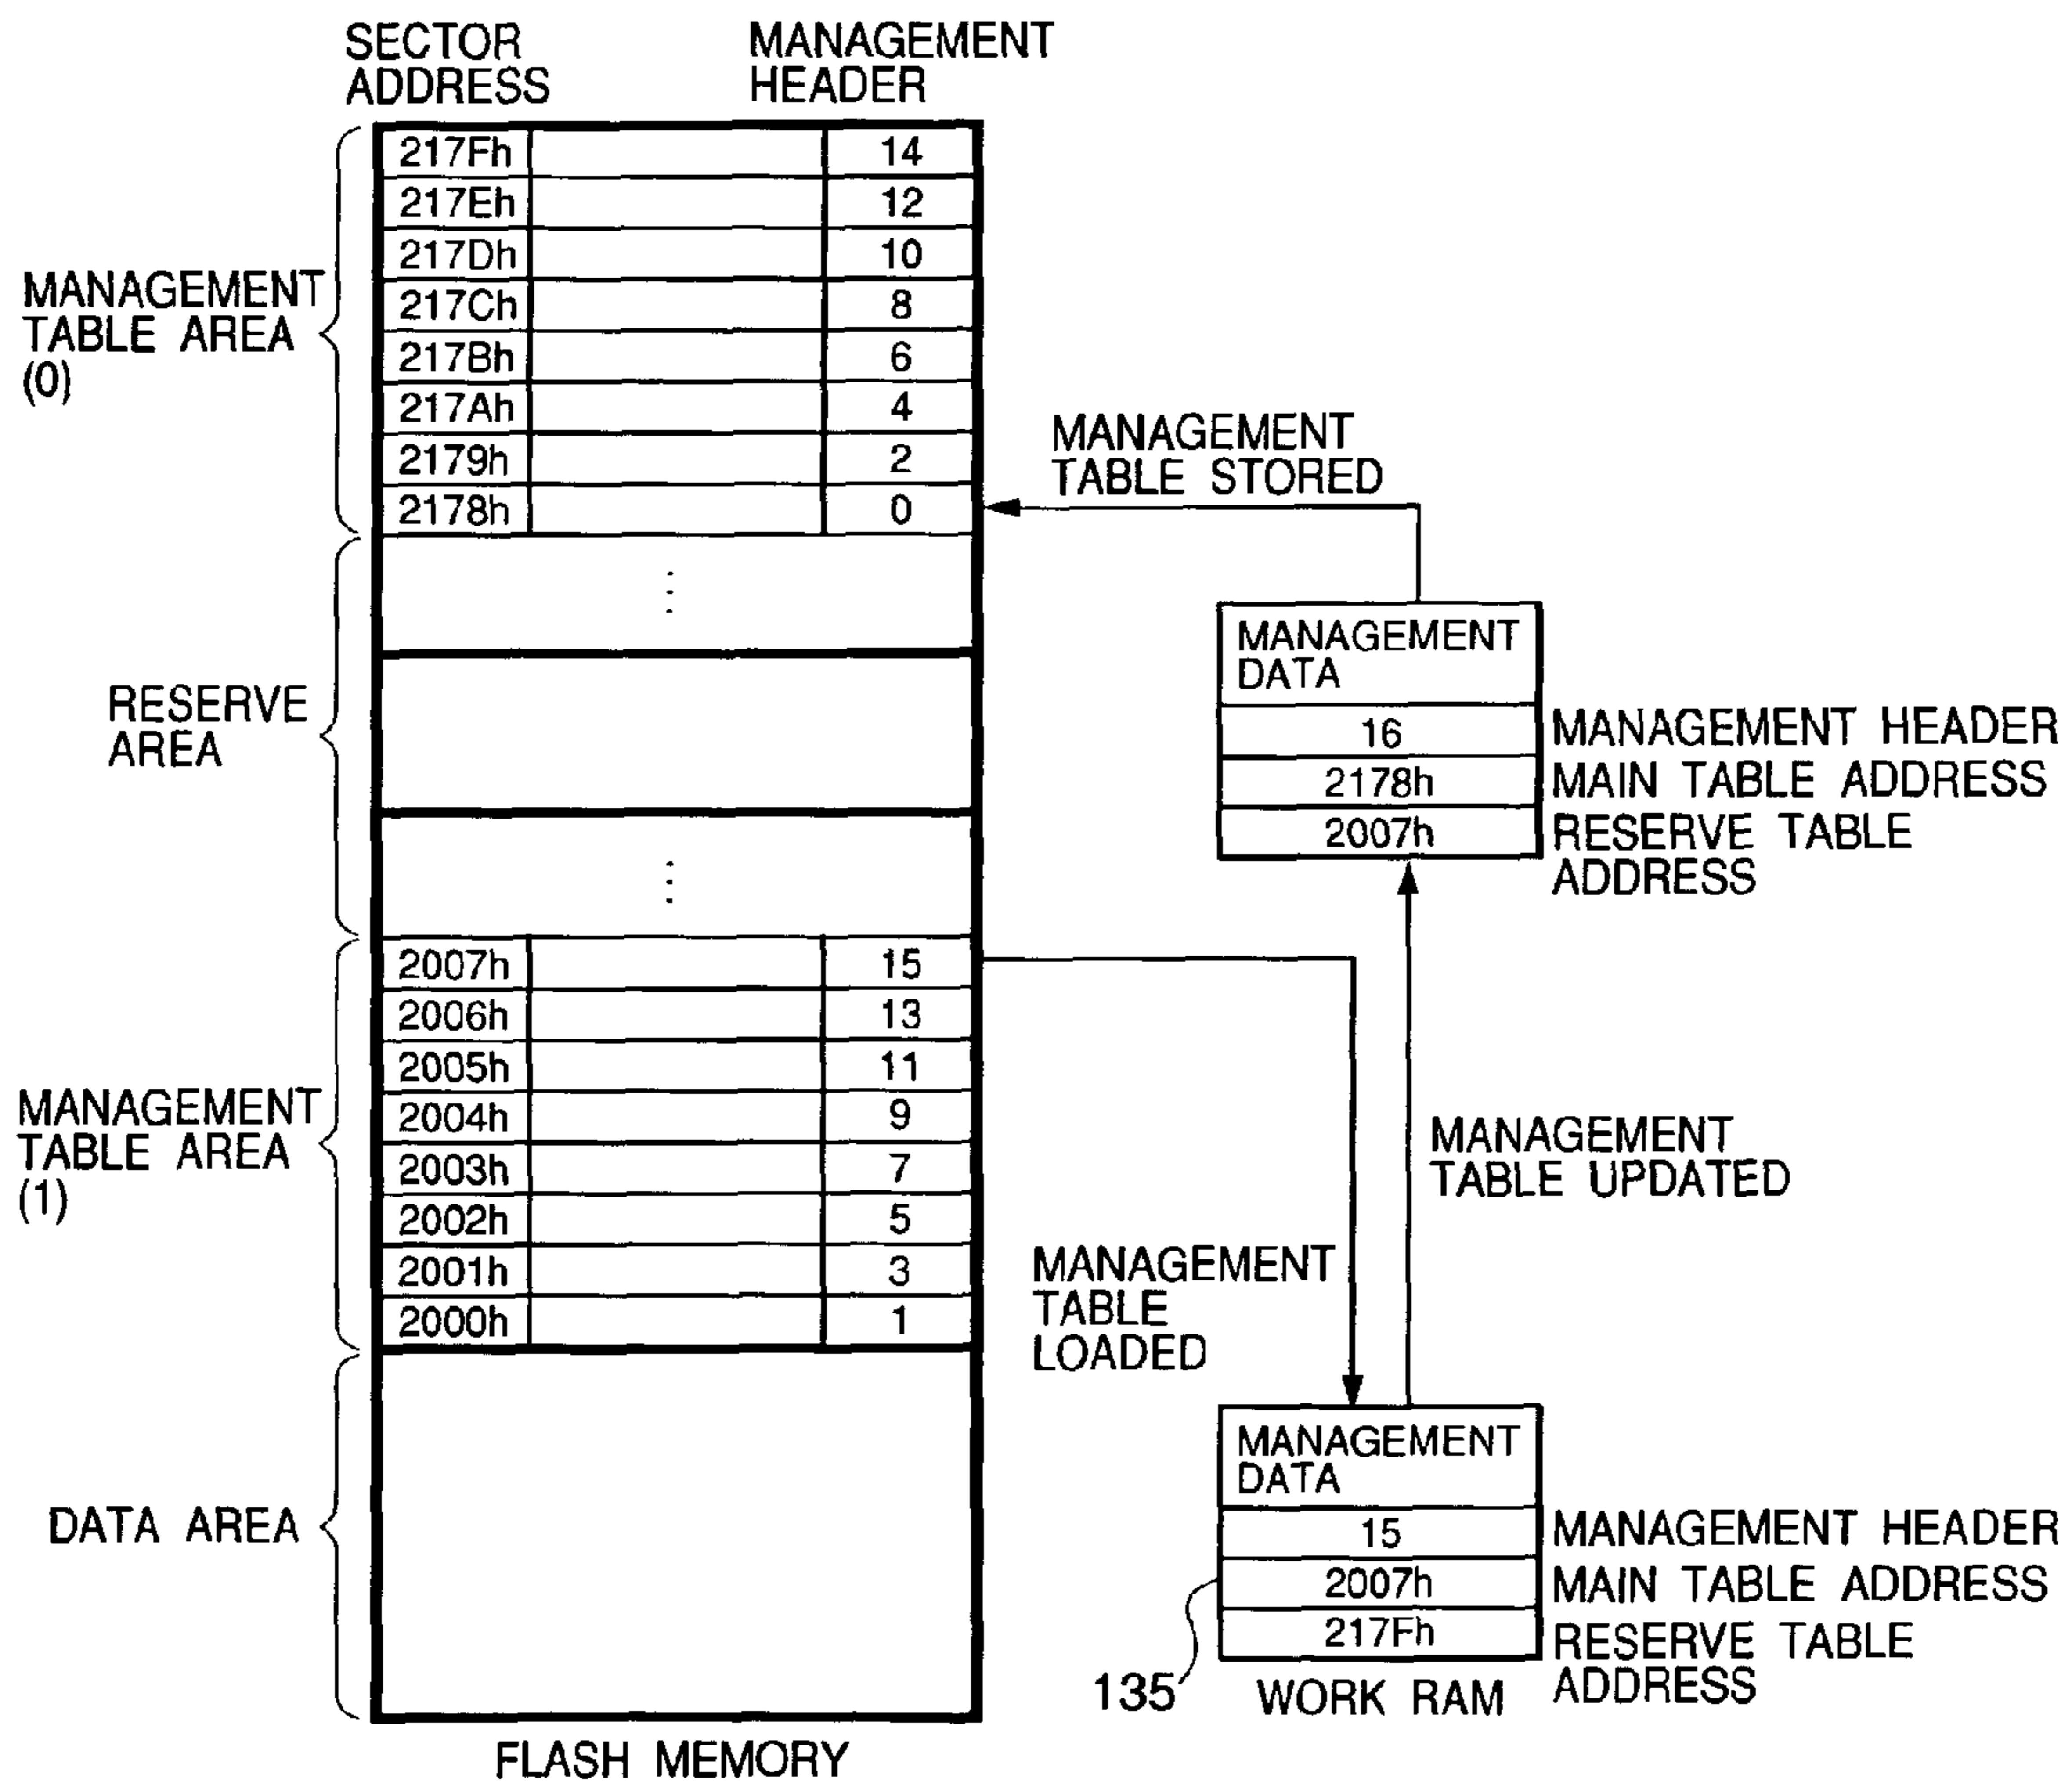 SECTOR
ADDRESS
MANAGEMENT
HEADER
217Fh 14
217Eh 12
217Dh 10
217Ch 8
217Bh 6
217Ah 4
2179h 2
2178h 0
MANAGEMENT
TABLE AREA
(0)
MANAGEMENT
TABLE STORED
MANAGEMENT
DATA
16 MANAGEMENT HEADER
2178h MAIN TABLE ADDRESS
2007h RESERVE TABLE
ADDRESS
RESERVE
AREA
2007h 15
2006h 13
2005h 11
2004h 9
2003h 7
2002h 5
2001h 3
2000h 1
MANAGEMENT
TABLE AREA
(1)
MANAGEMENT
TABLE UPDATED
MANAGEMENT
TABLE
LOADED
DATA AREA
MANAGEMENT
DATA
15 MANAGEMENT HEADER
2007h MAIN TABLE ADDRESS
217Fh RESERVE TABLE
ADDRESS
135
WORK RAM
FLASH MEMORY